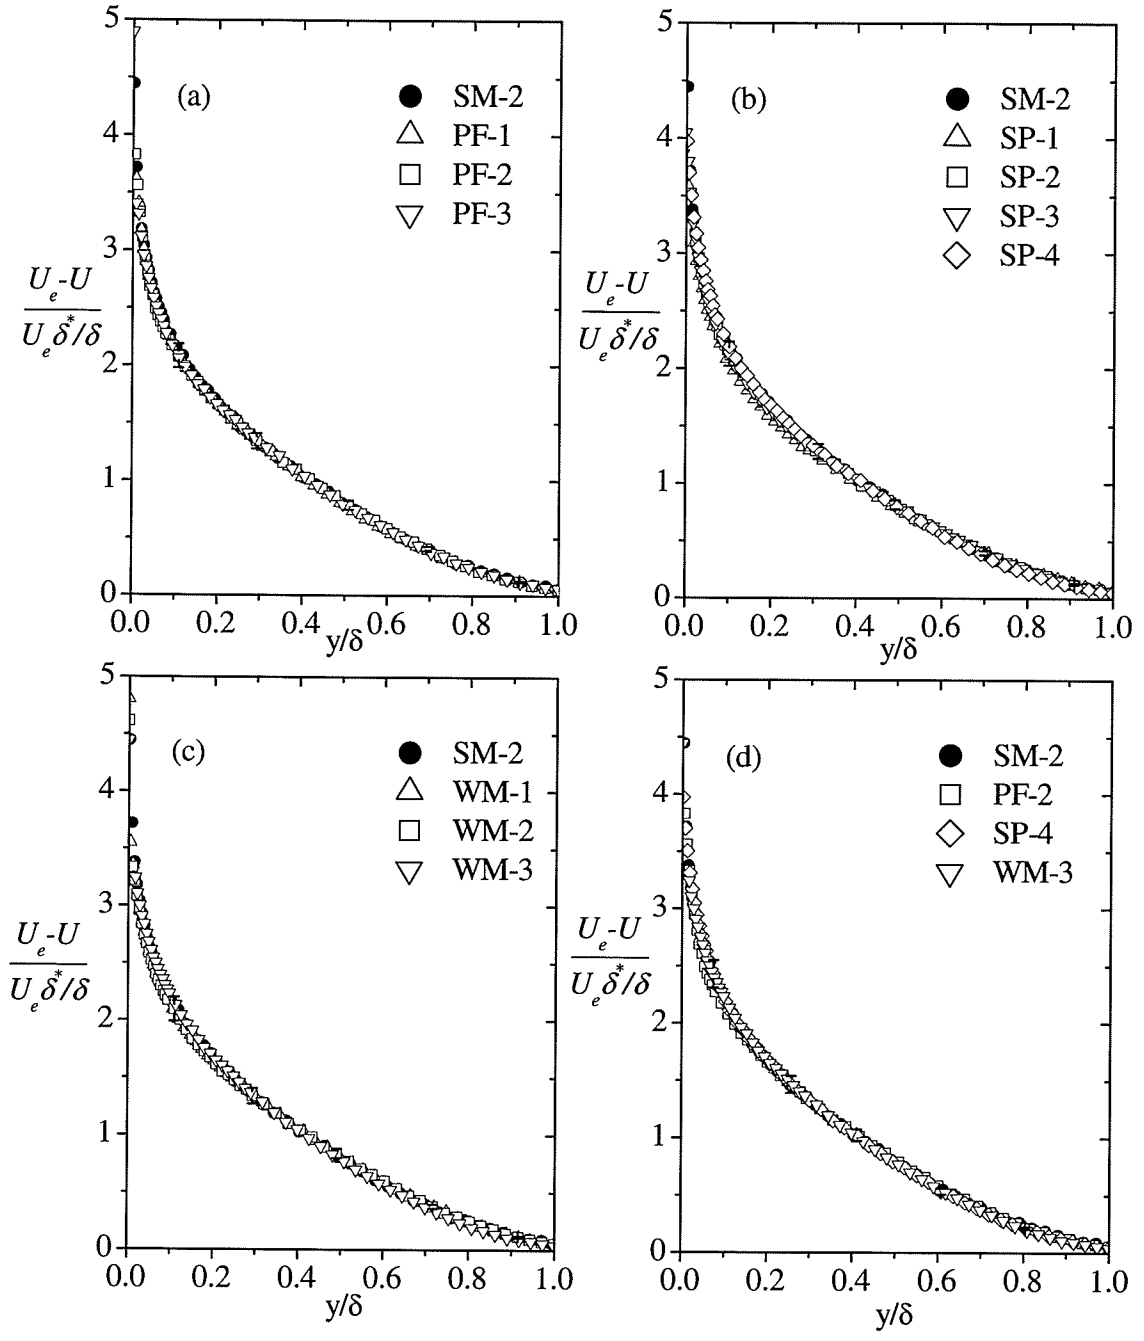 5
4
3
2
1
0
(a)
SM-2
PF-1
PF-2
PF-3
U_e-U
U_e δ*/δ
0.0 0.2 0.4 0.6 0.8 1.0
y/δ
5
4
3
2
1
0
(b)
SM-2
SP-1
SP-2
SP-3
SP-4
U_e-U
U_e δ*/δ
0.0 0.2 0.4 0.6 0.8 1.0
y/δ
5
4
3
2
1
0
(c)
SM-2
WM-1
WM-2
WM-3
U_e-U
U_e δ*/δ
0.0 0.2 0.4 0.6 0.8 1.0
y/δ
5
4
3
2
1
0
(d)
SM-2
PF-2
SP-4
WM-3
U_e-U
U_e δ*/δ
0.0 0.2 0.4 0.6 0.8 1.0
y/δ